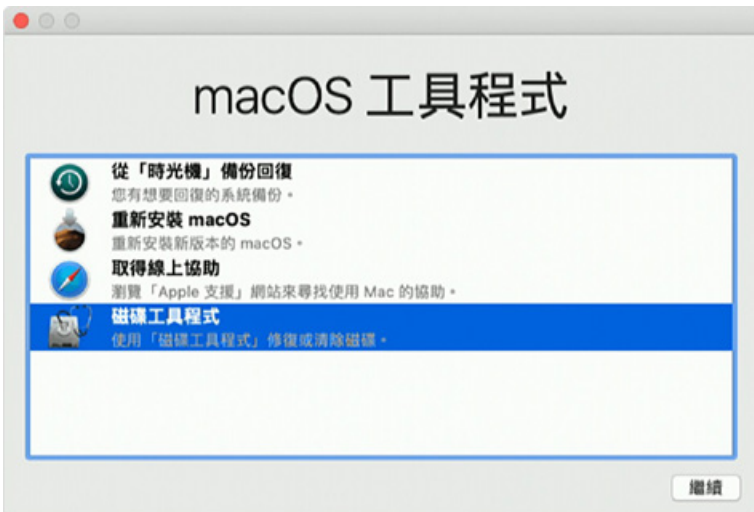 macOS 工具程式
從「時光機」備份回復
您有想要回復的系統備份。
重新安裝 macOS
重新安裝新版本的 macOS。
取得線上協助
瀏覽「Apple 支援」網站來尋找使用 Mac 的協助。
磁碟工具程式
使用「磁碟工具程式」修復或清除磁碟。
繼續